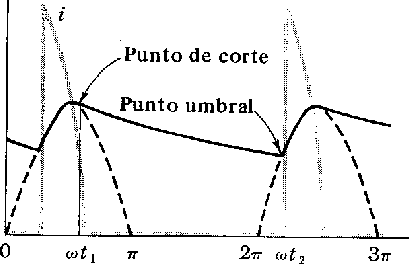 i
Punto de corte
Punto umbral
0 ωt₁ π 2π ωt₂ 3π